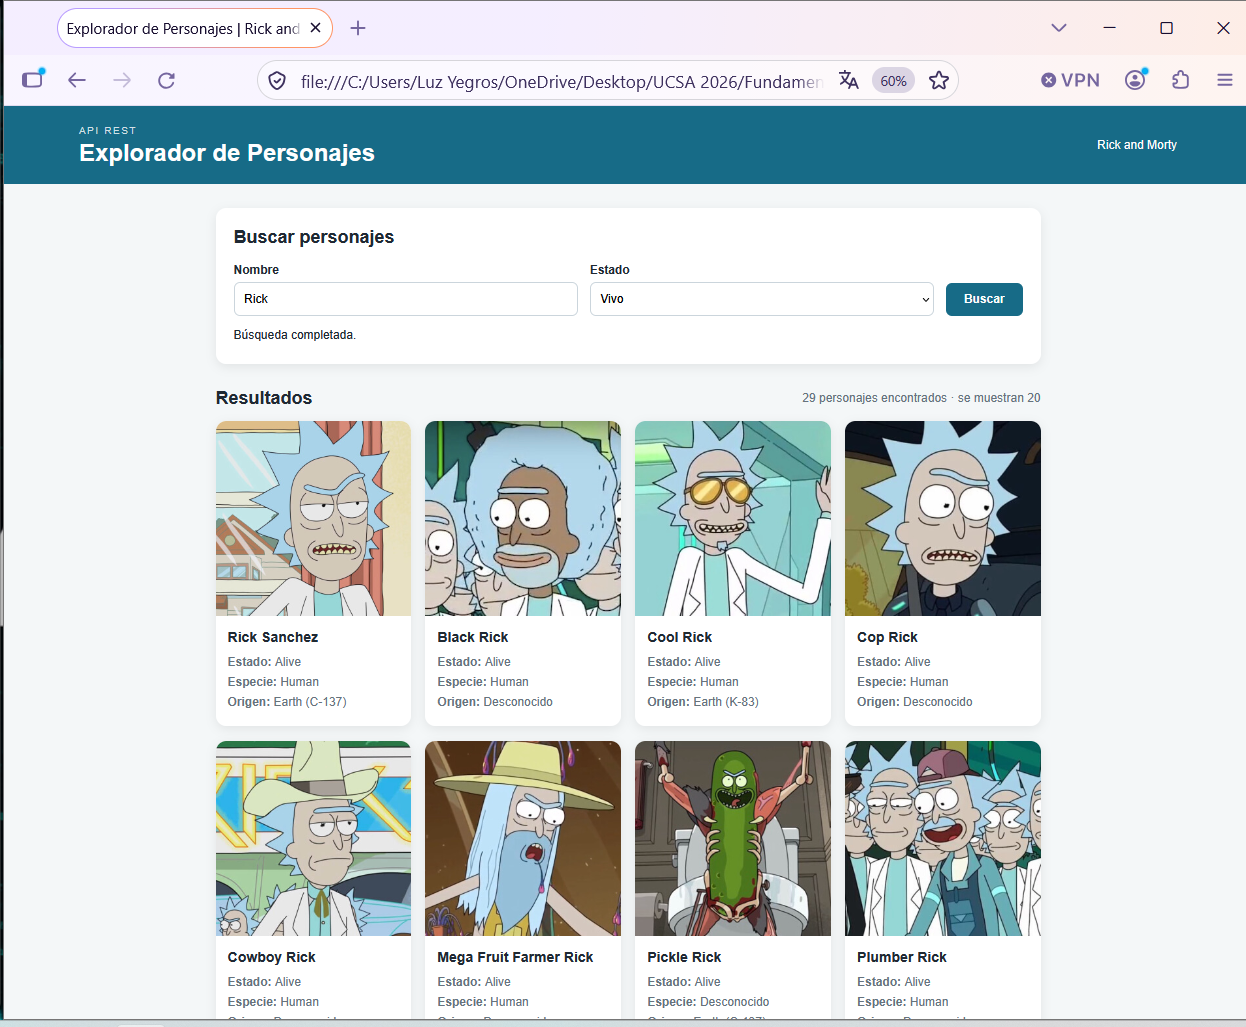 Explorador de Personajes | Rick and
file:///C:/Users/Luz Yegros/OneDrive/Desktop/UCSA 2026/Fundamen
60%
VPN
API REST
Explorador de Personajes
Rick and Morty
Buscar personajes
Nombre
Estado
Rick
Vivo
Buscar
Búsqueda completada.
Resultados
29 personajes encontrados · se muestran 20
Rick Sanchez
Estado: Alive
Especie: Human
Origen: Earth (C-137)
Black Rick
Estado: Alive
Especie: Human
Origen: Desconocido
Cool Rick
Estado: Alive
Especie: Human
Origen: Earth (K-83)
Cop Rick
Estado: Alive
Especie: Human
Origen: Desconocido
Cowboy Rick
Estado: Alive
Especie: Human
Mega Fruit Farmer Rick
Estado: Alive
Especie: Human
Pickle Rick
Estado: Alive
Especie: Desconocido
Plumber Rick
Estado: Alive
Especie: Human